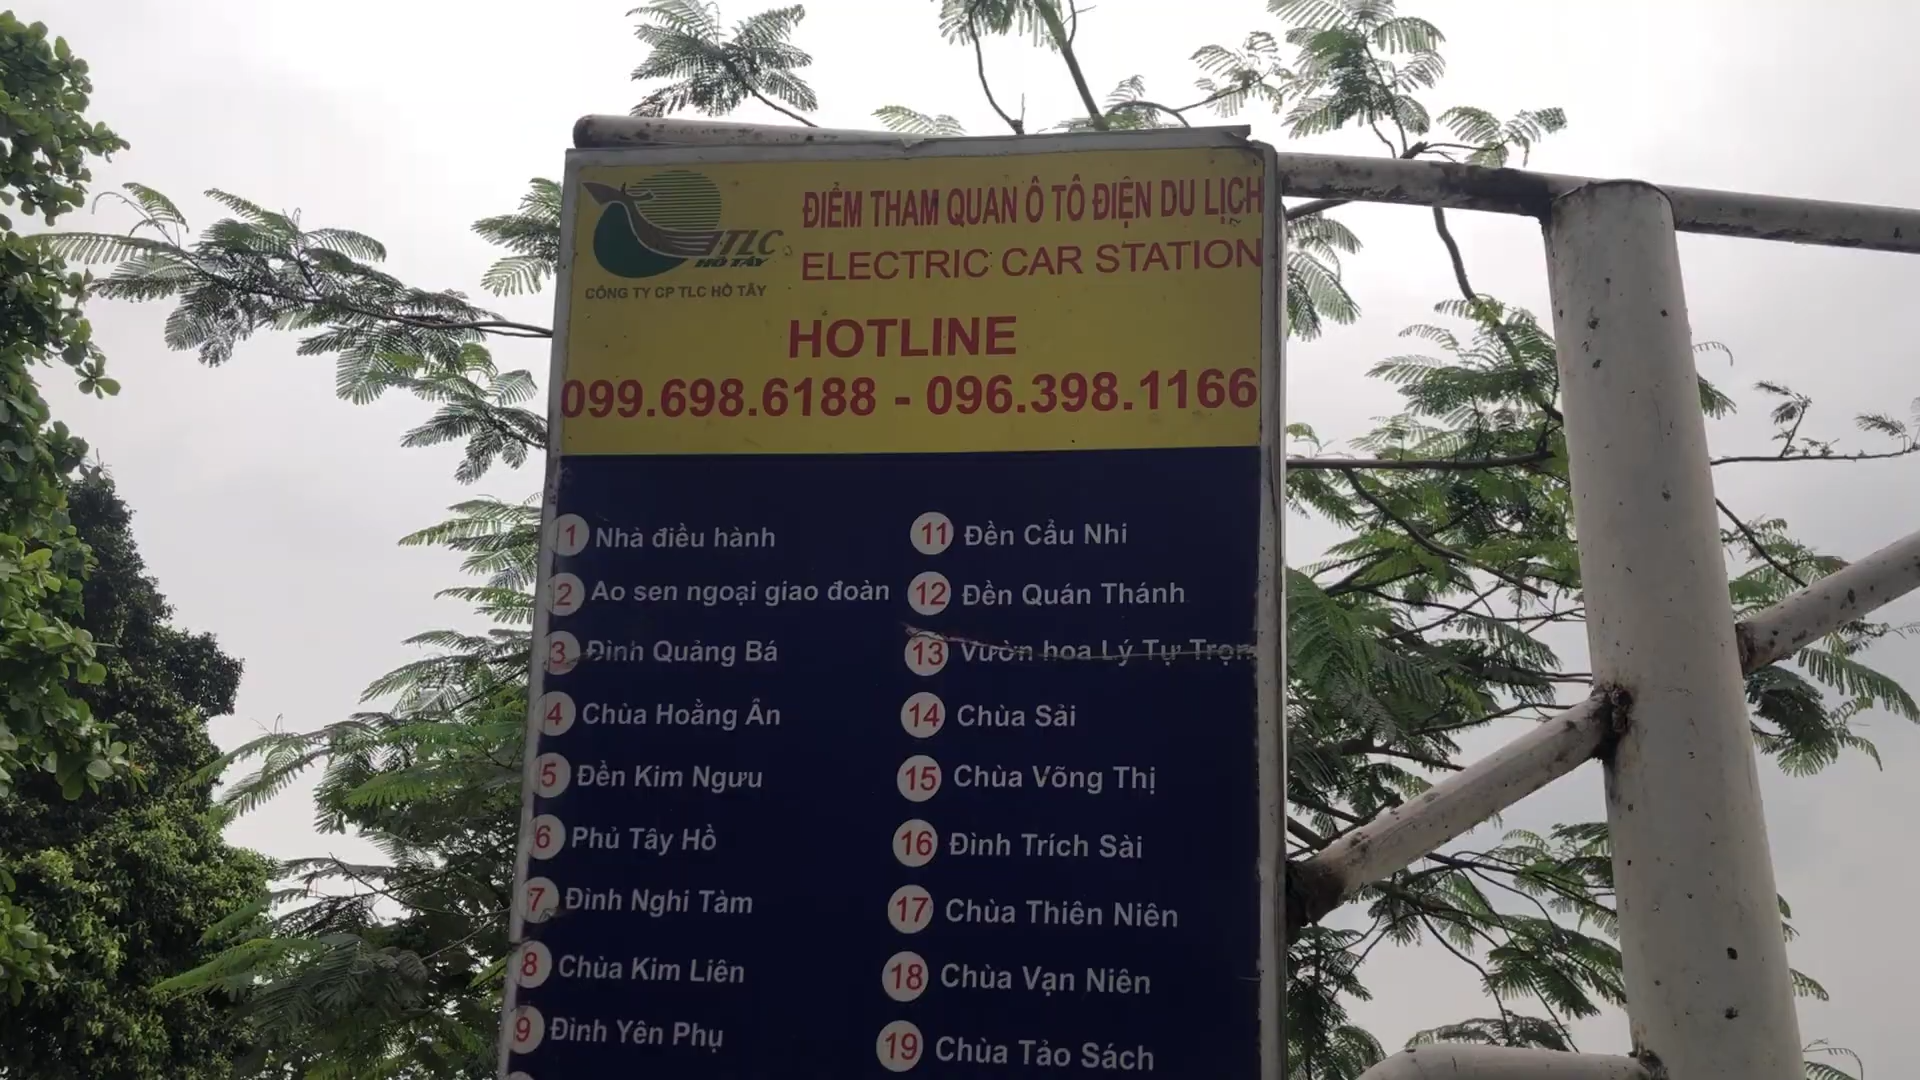 TLC
HỒ TÂY
CÔNG TY CP TLC HỒ TÂY
ĐIỂM THAM QUAN Ô TÔ ĐIỆN DU LỊCH
ELECTRIC CAR STATION
HOTLINE
099.698.6188 - 096.398.1166
1 Nhà điều hành
2 Ao sen ngoại giao đoàn
3 Đình Quảng Bá
4 Chùa Hoằng Ân
5 Đền Kim Ngưu
6 Phủ Tây Hồ
7 Đình Nghi Tàm
8 Chùa Kim Liên
9 Đình Yên Phụ
11 Đền Cẩu Nhi
12 Đền Quán Thánh
13 Vườn hoa Lý Tự Trọng
14 Chùa Sải
15 Chùa Võng Thị
16 Đình Trích Sài
17 Chùa Thiên Niên
18 Chùa Vạn Niên
19 Chùa Tảo Sách